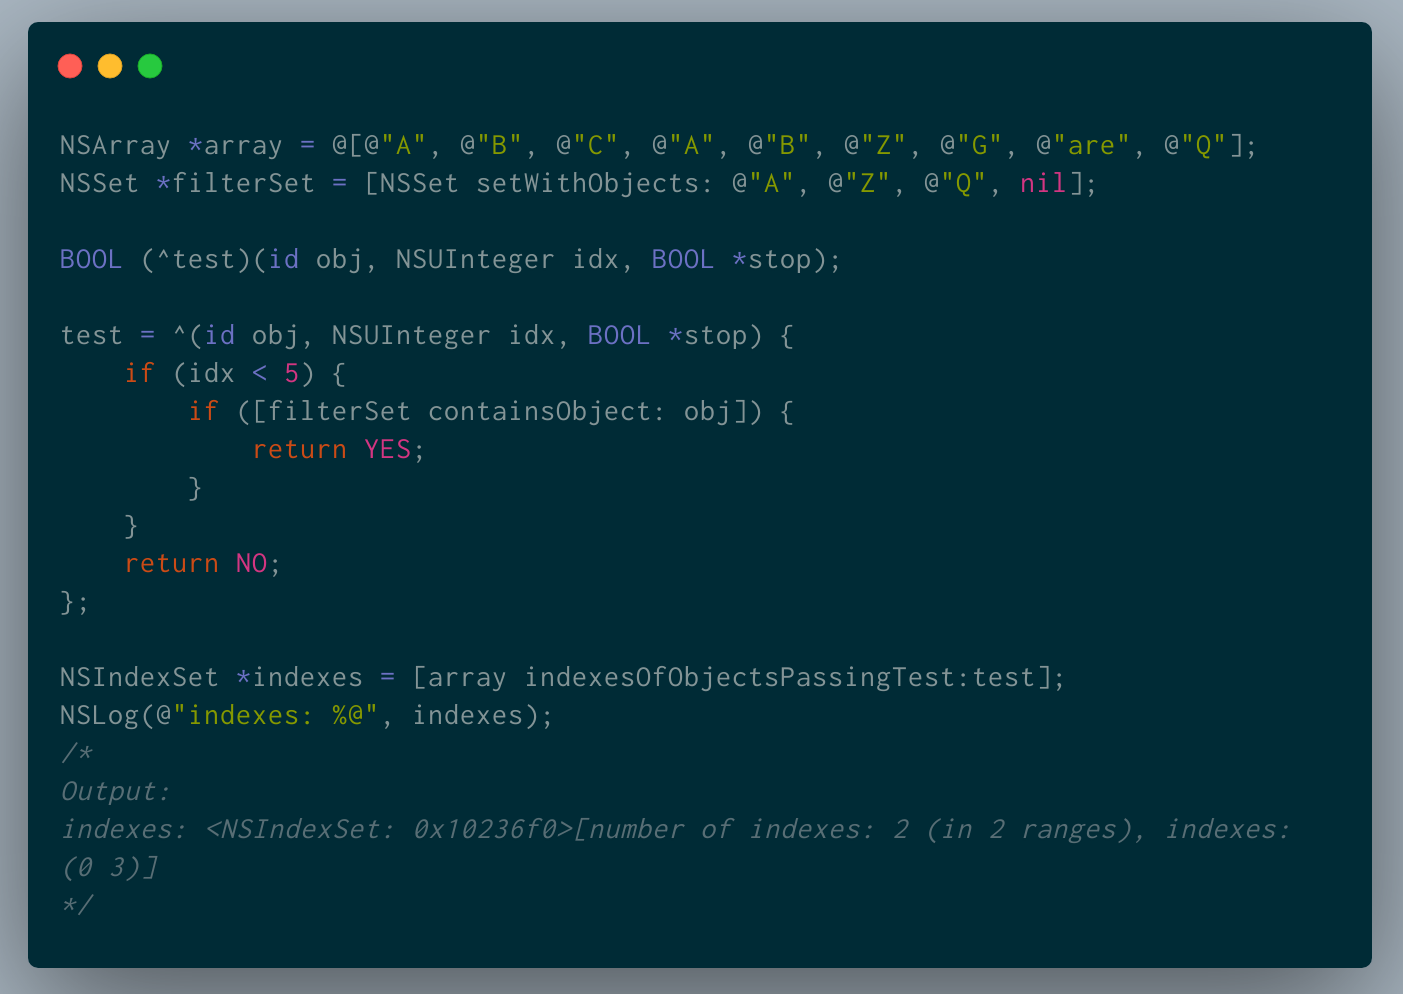 NSArray *array = @[@"A", @"B", @"C", @"A", @"B", @"Z", @"G", @"are", @"Q"];
NSSet *filterSet = [NSSet setWithObjects: @"A", @"Z", @"Q", nil];

BOOL (^test)(id obj, NSUInteger idx, BOOL *stop);

test = ^(id obj, NSUInteger idx, BOOL *stop) {
    if (idx < 5) {
        if ([filterSet containsObject: obj]) {
            return YES;
        }
    }
    return NO;
};

NSIndexSet *indexes = [array indexesOfObjectsPassingTest:test];
NSLog(@"indexes: %@", indexes);
/*
Output:
indexes: <NSIndexSet: 0x10236f0>[number of indexes: 2 (in 2 ranges), indexes:
(0 3)]
*/